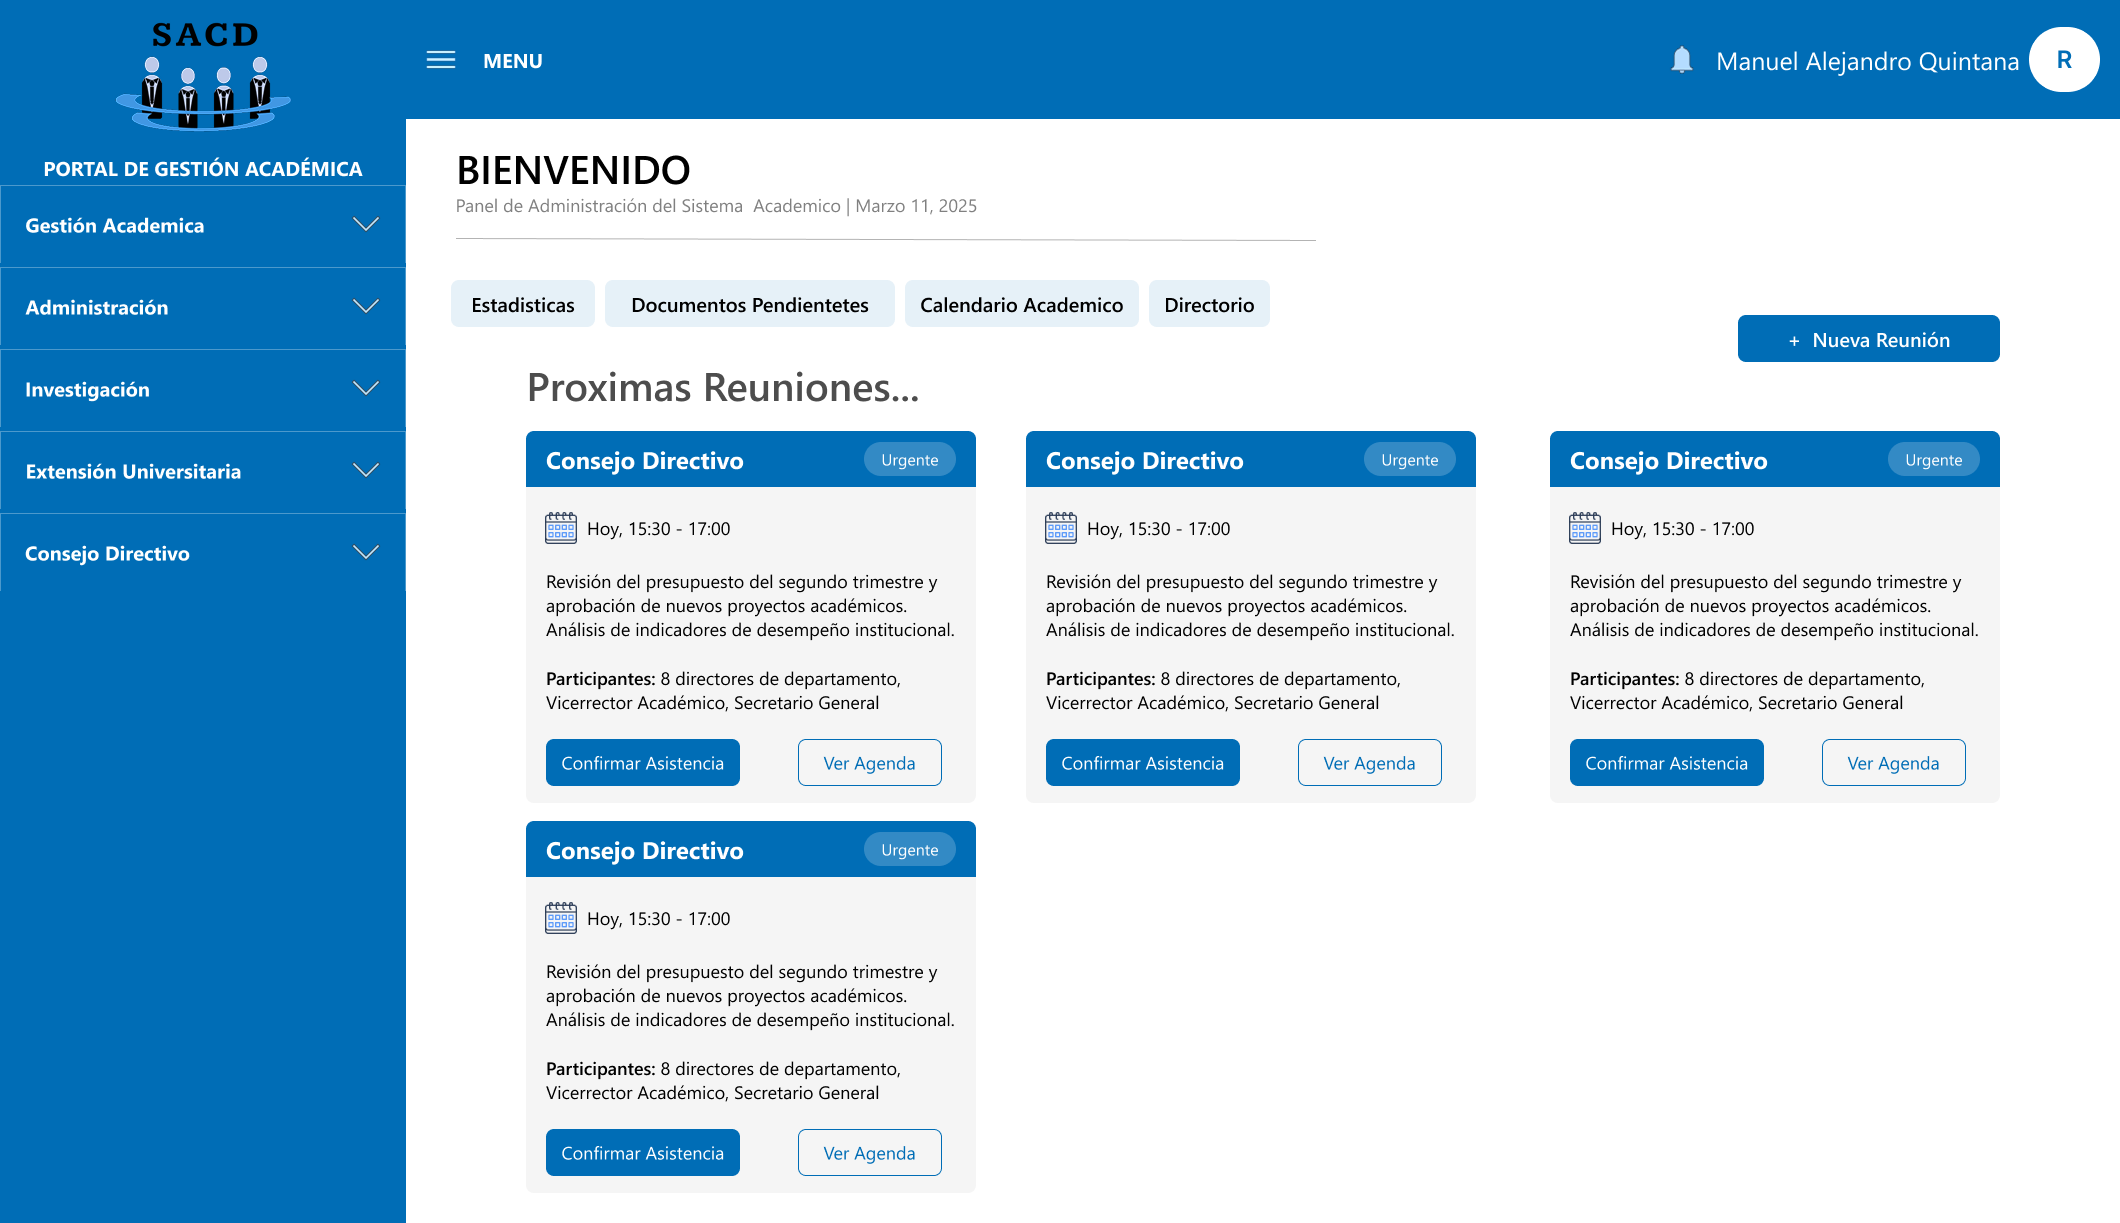 SACD
PORTAL DE GESTIÓN ACADÉMICA
Gestión Academica
Administración
Investigación
Extensión Universitaria
Consejo Directivo
MENU
Manuel Alejandro Quintana
R
BIENVENIDO
Panel de Administración del Sistema  Academico | Marzo 11, 2025
Estadisticas
Documentos Pendientetes
Calendario Academico
Directorio
+ Nueva Reunión
Proximas Reuniones...
Consejo Directivo
Urgente
Hoy, 15:30 - 17:00
Revisión del presupuesto del segundo trimestre y
aprobación de nuevos proyectos académicos.
Análisis de indicadores de desempeño institucional.
Participantes: 8 directores de departamento,
Vicerrector Académico, Secretario General
Confirmar Asistencia
Ver Agenda
Consejo Directivo
Urgente
Hoy, 15:30 - 17:00
Revisión del presupuesto del segundo trimestre y
aprobación de nuevos proyectos académicos.
Análisis de indicadores de desempeño institucional.
Participantes: 8 directores de departamento,
Vicerrector Académico, Secretario General
Confirmar Asistencia
Ver Agenda
Consejo Directivo
Urgente
Hoy, 15:30 - 17:00
Revisión del presupuesto del segundo trimestre y
aprobación de nuevos proyectos académicos.
Análisis de indicadores de desempeño institucional.
Participantes: 8 directores de departamento,
Vicerrector Académico, Secretario General
Confirmar Asistencia
Ver Agenda
Consejo Directivo
Urgente
Hoy, 15:30 - 17:00
Revisión del presupuesto del segundo trimestre y
aprobación de nuevos proyectos académicos.
Análisis de indicadores de desempeño institucional.
Participantes: 8 directores de departamento,
Vicerrector Académico, Secretario General
Confirmar Asistencia
Ver Agenda